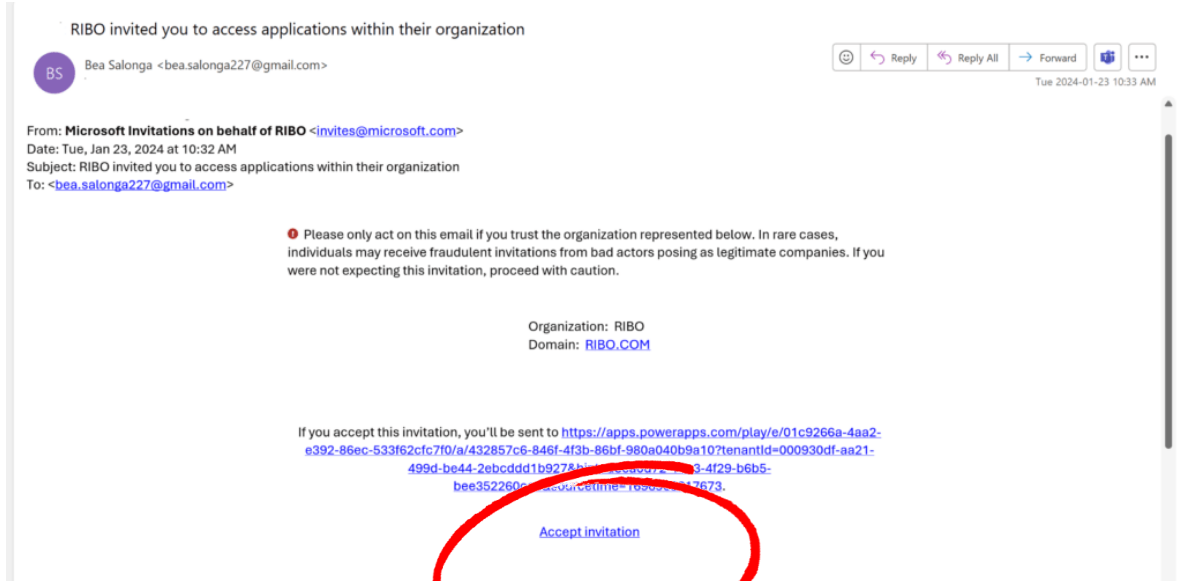 RIBO invited you to access applications within their organization
BS
Bea Salonga <bea.salonga227@gmail.com>
Reply
Reply All
Forward
Tue 2024-01-23 10:33 AM
From: Microsoft Invitations on behalf of RIBO <invites@microsoft.com>
Date: Tue, Jan 23, 2024 at 10:32 AM
Subject: RIBO invited you to access applications within their organization
To: <bea.salonga227@gmail.com>
Please only act on this email if you trust the organization represented below. In rare cases,
individuals may receive fraudulent invitations from bad actors posing as legitimate companies. If you
were not expecting this invitation, proceed with caution.
Organization: RIBO
Domain: RIBO.COM
If you accept this invitation, you'll be sent to https://apps.powerapps.com/play/e/01c9266a-4aa2-
e392-86ec-533f62cfc7f0/a/432857c6-846f-4f3b-86bf-980a040b9a10?tenantId=000930df-aa21-
Accept invitation